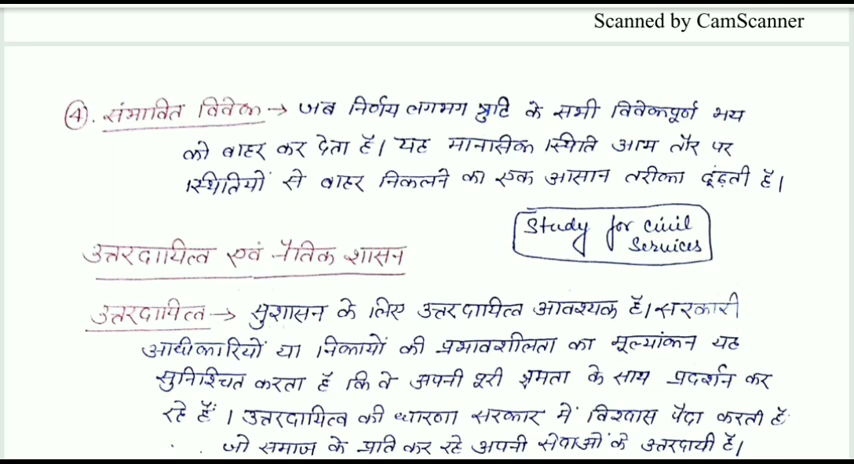 Scanned by CamScanner
④. संभावित विवेक → जब निर्णय लगभग त्रुटि के सभी विवेकपूर्ण भय
को बाहर कर देता है। यह मानसिक स्थिति आम तौर पर
स्थितियों से बाहर निकलने का एक आसान तरीका ढूंढ़ती है।
Study for civil
Services
उत्तरदायित्व एवं नैतिक शासन
उत्तरदायित्व → सुशासन के लिए उत्तरदायित्व आवश्यक है। सरकारी
अधिकारियों या निकायों की प्रभावशीलता का मूल्यांकन यह
सुनिश्चित करता है कि वे अपनी पूरी क्षमता के साथ प्रदर्शन कर
रहे हैं। उत्तरदायित्व की धारणा सरकार में विश्वास पैदा करती है
जो समाज के प्रति कर रहे अपनी सेवाओं के उत्तरदायी है।